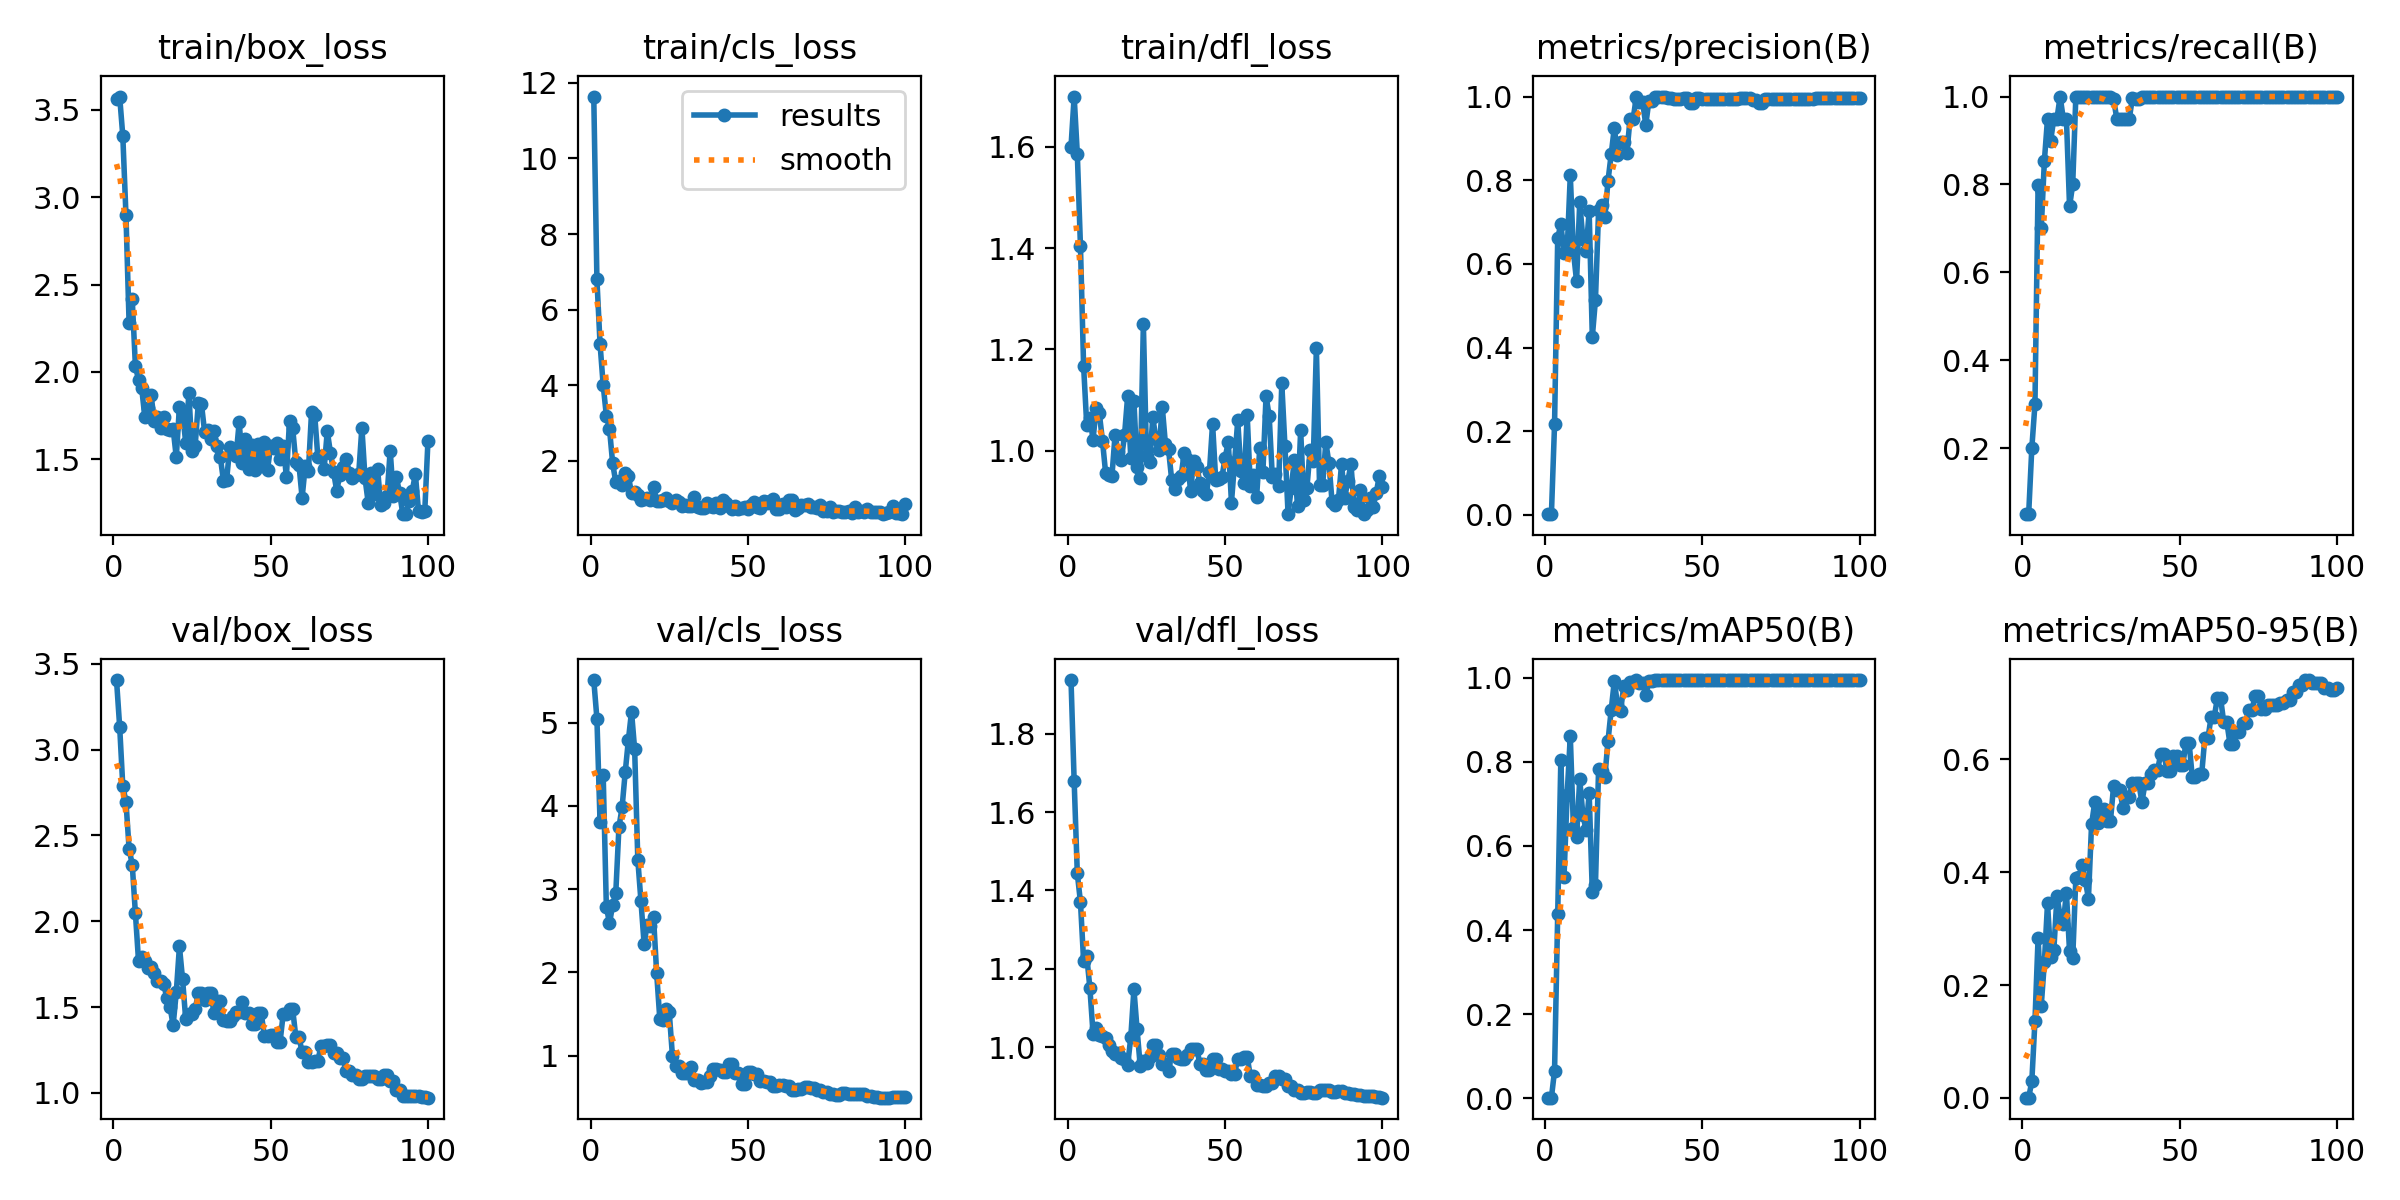 train/box_loss
train/cls_loss
train/dfl_loss
metrics/precision(B)
metrics/recall(B)
3.5
3.0
2.5
2.0
1.5
0 50 100
12
10
8
6
4
2
results
smooth
0 50 100
1.6
1.4
1.2
1.0
0 50 100
1.0
0.8
0.6
0.4
0.2
0.0
0 50 100
1.0
0.8
0.6
0.4
0.2
0 50 100
val/box_loss
val/cls_loss
val/dfl_loss
metrics/mAP50(B)
metrics/mAP50-95(B)
3.5
3.0
2.5
2.0
1.5
1.0
0 50 100
5
4
3
2
1
0 50 100
1.8
1.6
1.4
1.2
1.0
0 50 100
1.0
0.8
0.6
0.4
0.2
0.0
0 50 100
0.6
0.4
0.2
0.0
0 50 100